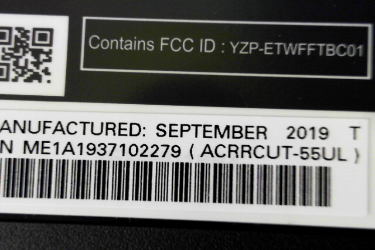 Contains FCC ID : YZP-ETWFFTBC01
ANUFACTURED: SEPTEMBER 2019 T
N ME1A1937102279 ( ACRRCUT-55UL )